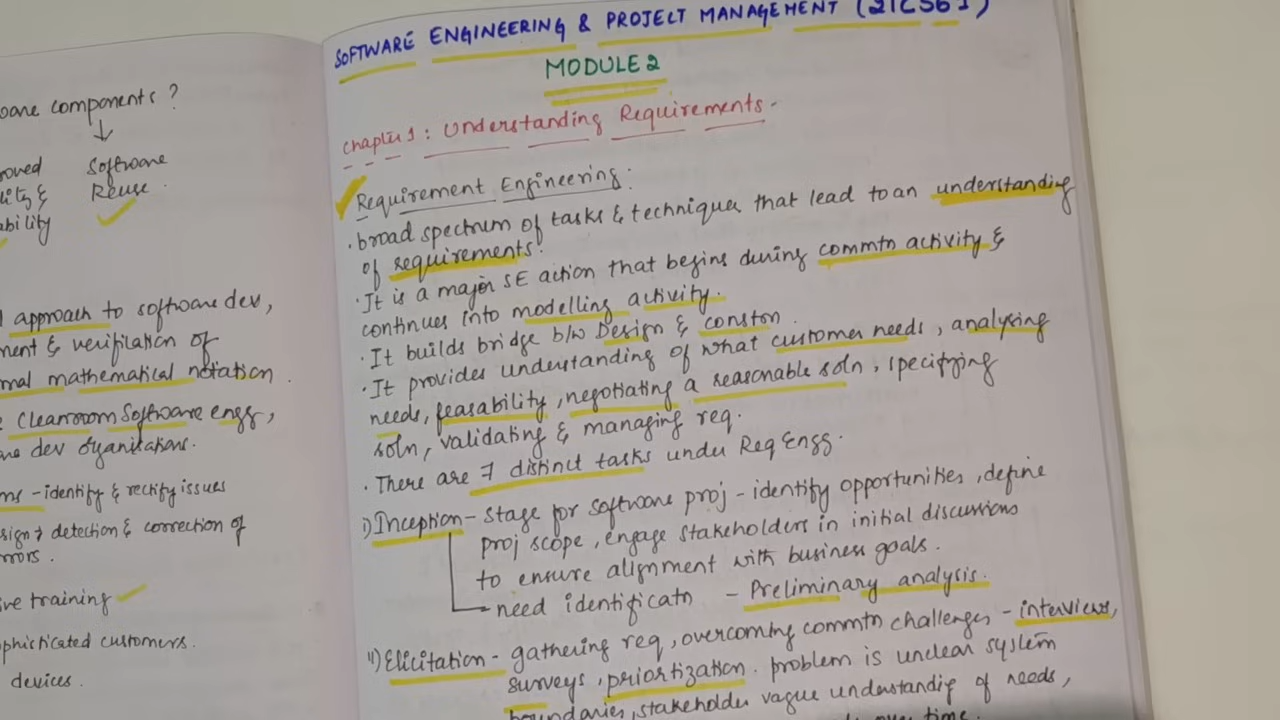 oare components ?
roved Software
lity & Reuse
ability
l approach to software dev,
ment & verification of
mal mathematical notation .
Cleanroom Software engg,
dev
ms - identify & rectify issues
sign & detection & correction of
rrors .
ve training
phisticated customers.
devices .
SOFTWARE ENGINEERING & PROJECT MANAGEMENT (21CS61)
MODULE 2
Chapter 1 : Understanding Requirements -
Requirement Engineering :
· broad spectrum of tasks & techniques that lead to an understanding
of requirements.
· It is a major SE action that begins during commtn activity &
continues into modelling activity .
· It builds bridge b/w Design & constcn .
· It provides understanding of what customer needs , analysing
needs, feasability , negotiating a reasonable soln , specifying
soln, validating & managing req .
· There are 7 distinct tasks under Req Engg .
i) Inception - stage for software proj - identify opportunities , define
proj scope , engage stakeholders in initial discussions
to ensure alignment with business goals .
need identificatn - Preliminary analysis .
ii) Elicitation - gathering req , overcoming commtn challenges - interviews,
surveys , priortization . problem is unclear system
boundaries , stakeholder vague understandig of needs ,
time .